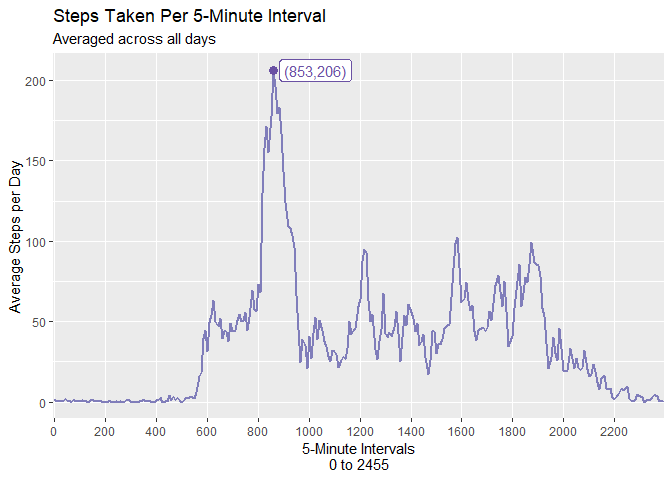 Steps Taken Per 5-Minute Interval
Averaged across all days
(853,206)
200
150
100
50
0
Average Steps per Day
0 200 400 600 800 1000 1200 1400 1600 1800 2000 2200
5-Minute Intervals
0 to 2455